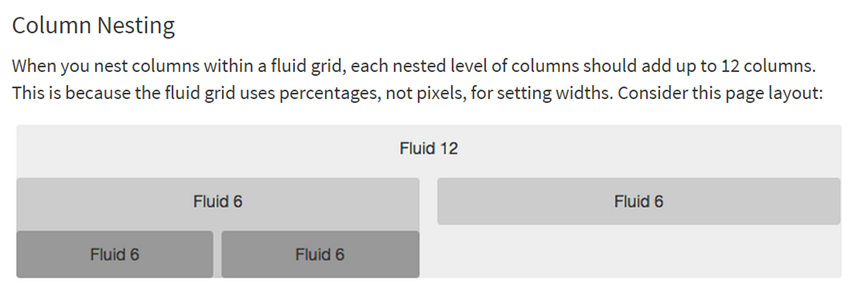 Column Nesting
When you nest columns within a fluid grid, each nested level of columns should add up to 12 columns.
This is because the fluid grid uses percentages, not pixels, for setting widths. Consider this page layout:
Fluid 12
Fluid 6 Fluid 6
Fluid 6 Fluid 6